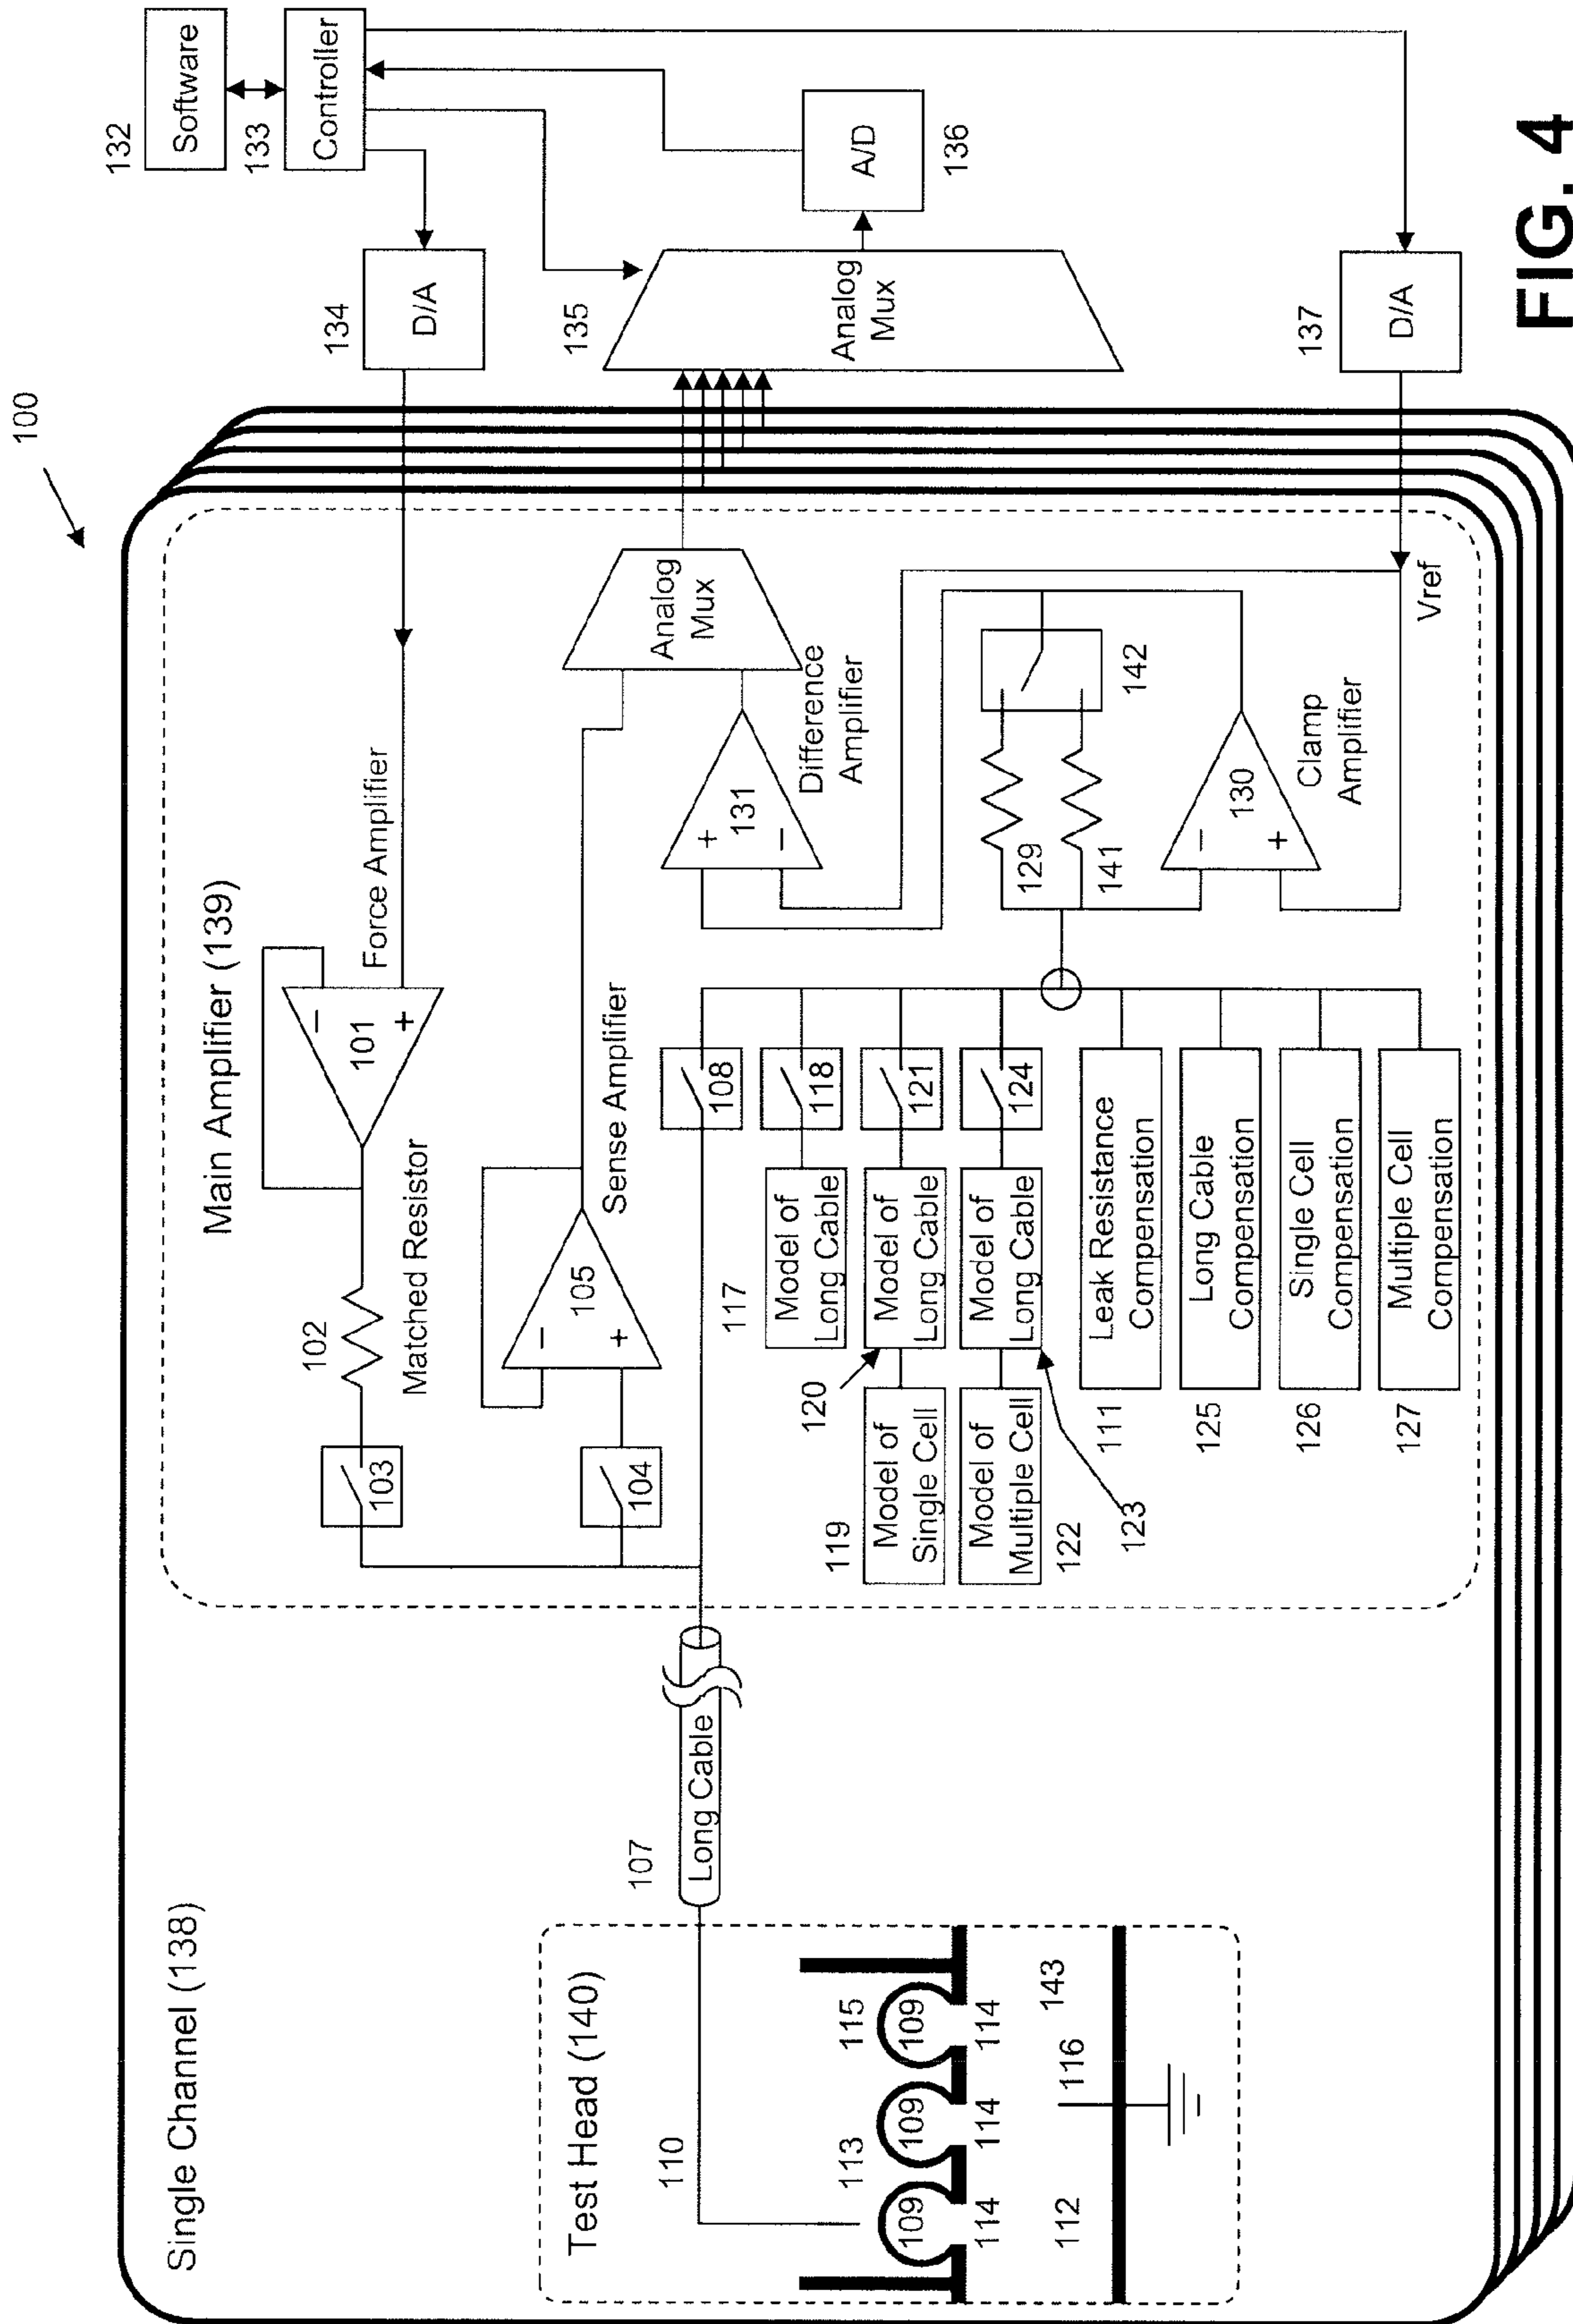 100
Single Channel (138)
Main Amplifier (139)
132
Software
133
Controller
134
D/A
135
Analog
Mux
A/D
136
137
D/A
Force Amplifier
101
−
+
102
Matched Resistor
103
104
105
−
+
Sense Amplifier
Analog
Mux
131
+
−
Difference
Amplifier
142
129
141
130
−
+
Clamp
Amplifier
Vref
108
118
121
124
117
Model of
Long Cable
120
Model of
Long Cable
119
Model of
Single Cell
Model of
Long Cable
123
Model of
Multiple Cell
122
111
Leak Resistance
Compensation
125
Long Cable
Compensation
126
Single Cell
Compensation
127
Multiple Cell
Compensation
107
Long Cable
Test Head (140)
110
113
115
109
109
109
114
114
114
112
116
143
FIG. 4